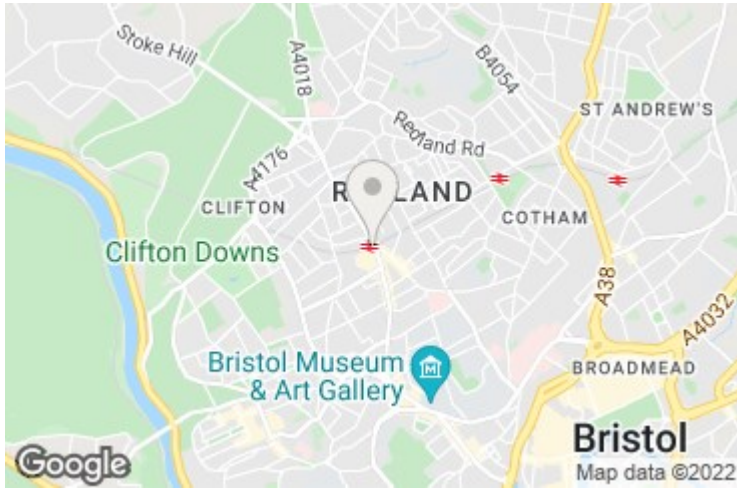 Stoke Hill
A4018
B4054
ST ANDREW'S
Redland Rd
A4176
CLIFTON
COTHAM
Clifton Downs
A38
A4032
Bristol Museum
& Art Gallery
M
BROADMEAD
Bristol
Google
Map data ©2022